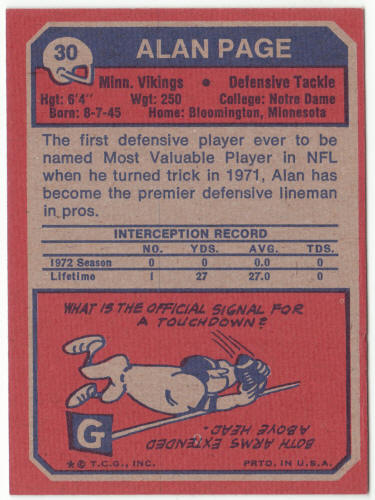 30
ALAN PAGE
Minn. Vikings • Defensive Tackle
Hgt: 6'4" Wgt: 250 College: Notre Dame
Born: 8-7-45 Home: Bloomington, Minnesota
The first defensive player ever to be
named Most Valuable Player in NFL
when he turned trick in 1971, Alan has
become the premier defensive lineman
in pros.
INTERCEPTION RECORD
NO. YDS. AVG. TDS.
1972 Season 0 0 0.0 0
Lifetime 1 27 27.0 0
WHAT IS THE OFFICIAL SIGNAL FOR
A TOUCHDOWN?
G
BOTH ARMS EXTENDED
ABOVE HEAD.
*© T.C.G., INC. PRTD. IN U.S.A.